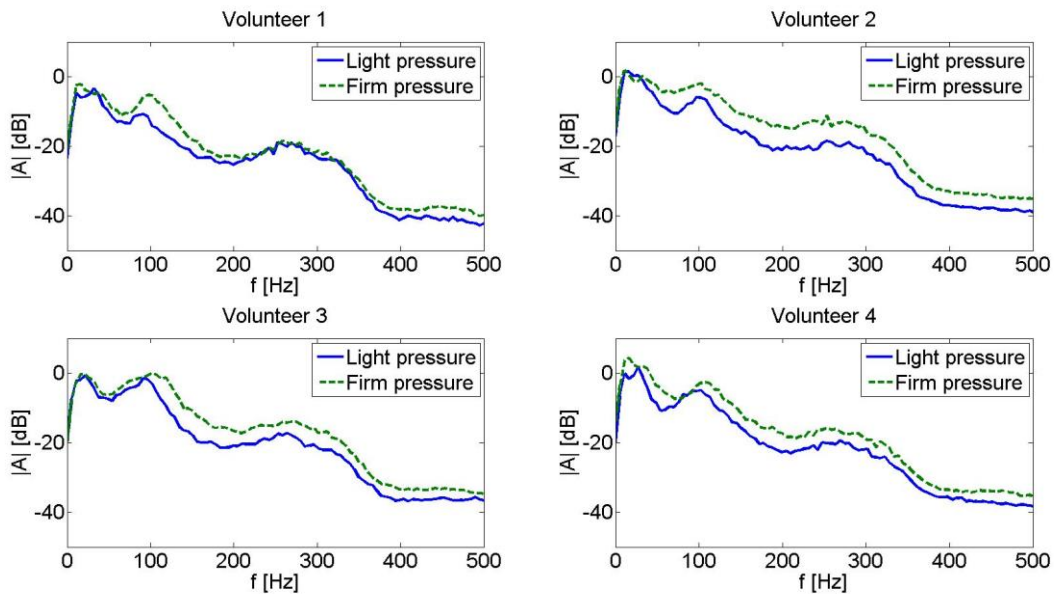 Volunteer 1
Light pressure
Firm pressure
|A| [dB]
0
-20
-40
0 100 200 300 400 500
f [Hz]
Volunteer 2
Light pressure
Firm pressure
|A| [dB]
0
-20
-40
0 100 200 300 400 500
f [Hz]
Volunteer 3
Light pressure
Firm pressure
|A| [dB]
0
-20
-40
0 100 200 300 400 500
f [Hz]
Volunteer 4
Light pressure
Firm pressure
|A| [dB]
0
-20
-40
0 100 200 300 400 500
f [Hz]